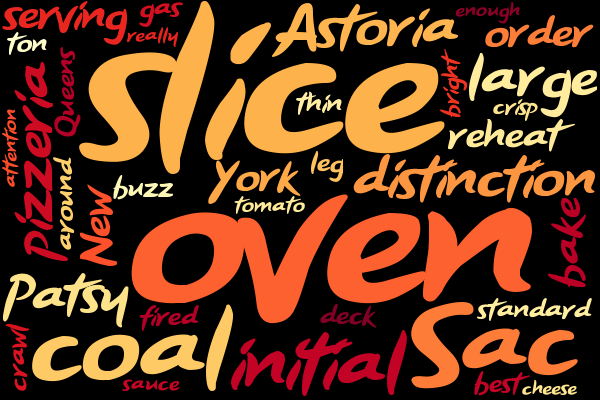 serving gas
really
enough
Astoria
order
ton
slice
thin
bright
large
crisp
reheat
attention
Pizzeria
Queens
around
New
buzz
York
leg
tomato
distinction
oven
bake
Patsy
fired
deck
standard
crawl
coal
sauce
initial
Sac
best
cheese